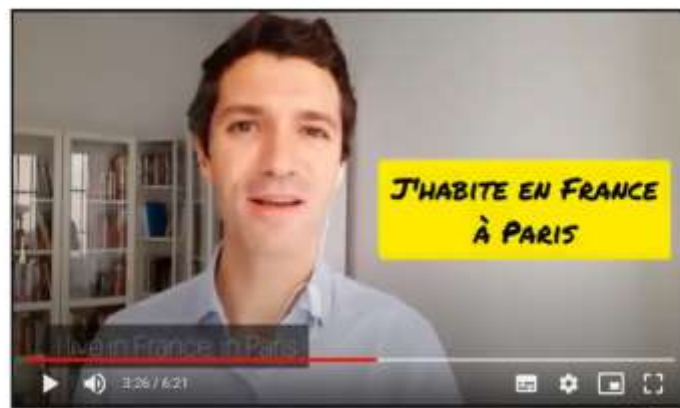 J'HABITE EN FRANCE
À PARIS
I live in France, in Paris
3:26 / 6:21